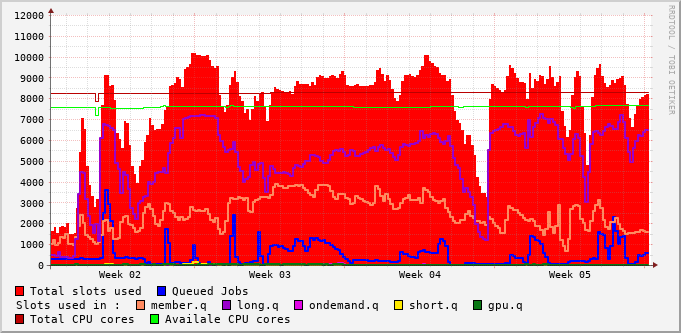 12000
11000
10000
9000
8000
7000
6000
5000
4000
3000
2000
1000
0
Week 02 Week 03 Week 04 Week 05
RRDTOOL / TOBI OETIKER
Total slots used Queued Jobs
Slots used in : member.q long.q ondemand.q short.q gpu.q
Total CPU cores Availale CPU cores